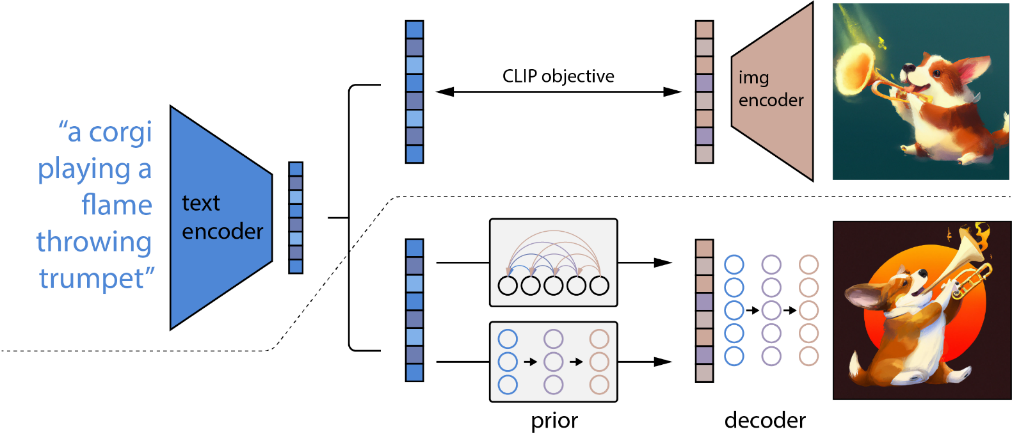 “a corgi
playing a
flame
throwing
trumpet”
text
encoder
CLIP objective
img
encoder
prior
decoder